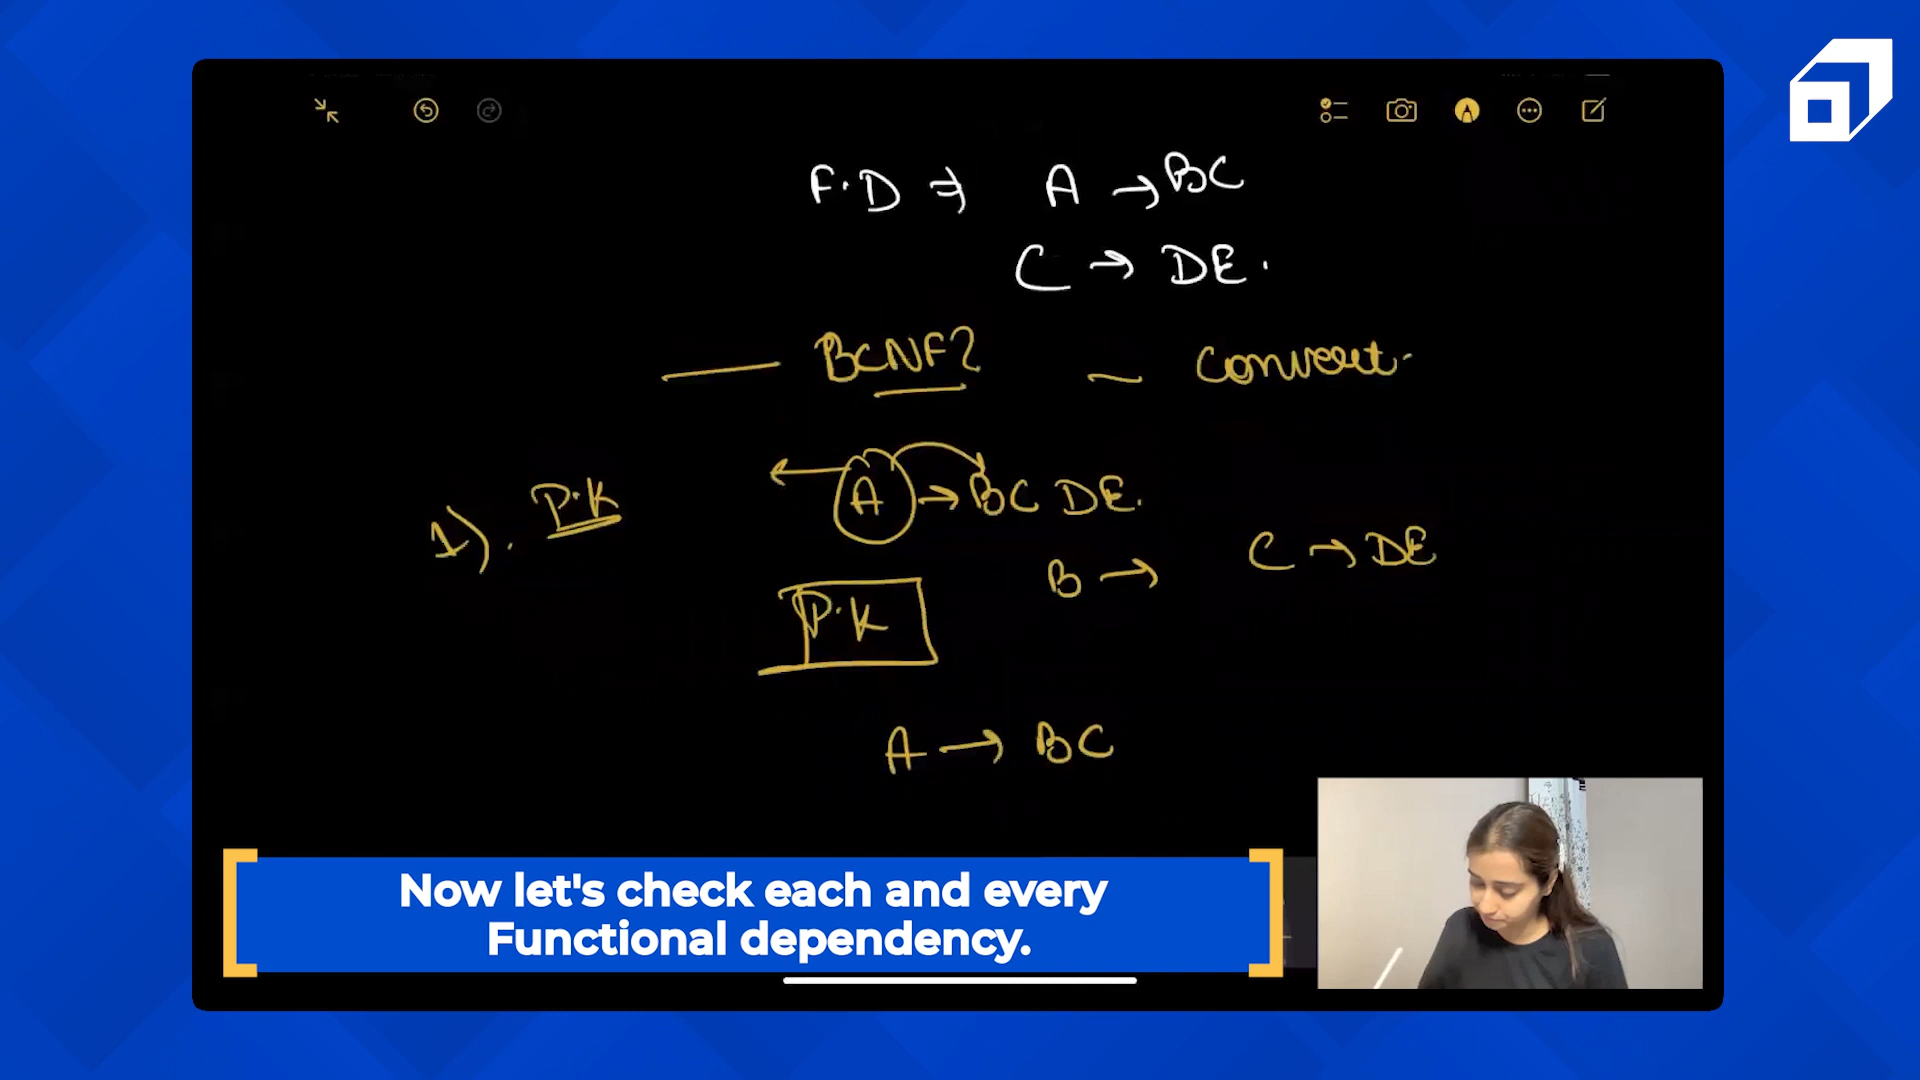 F.D ⇒ A → BC
C → DE.
— BCNF? — Convert.
1). P.K A → BC DE.
B → C → DE
P.K
A → BC
Now let's check each and every
Functional dependency.